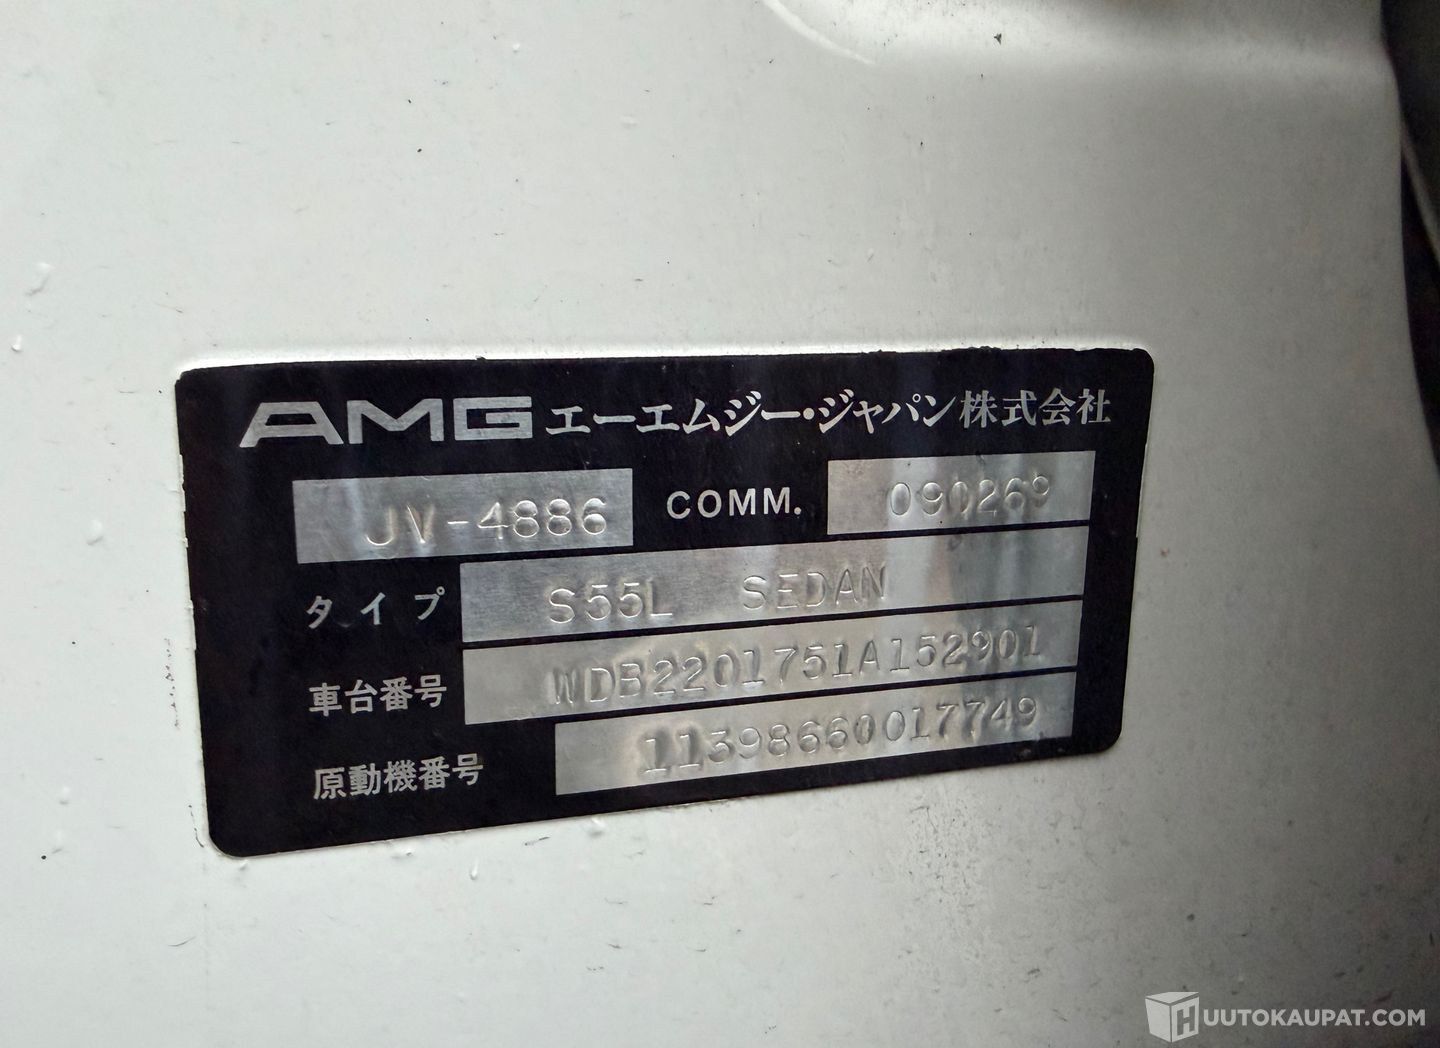 AMG エーエムジー・ジャパン株式会社
JV-4886 COMM. 090269
タイプ S55L SEDAN
車台番号 WDB2201751A152901
原動機番号 11398660017749
HUUTOKAUPAT.COM